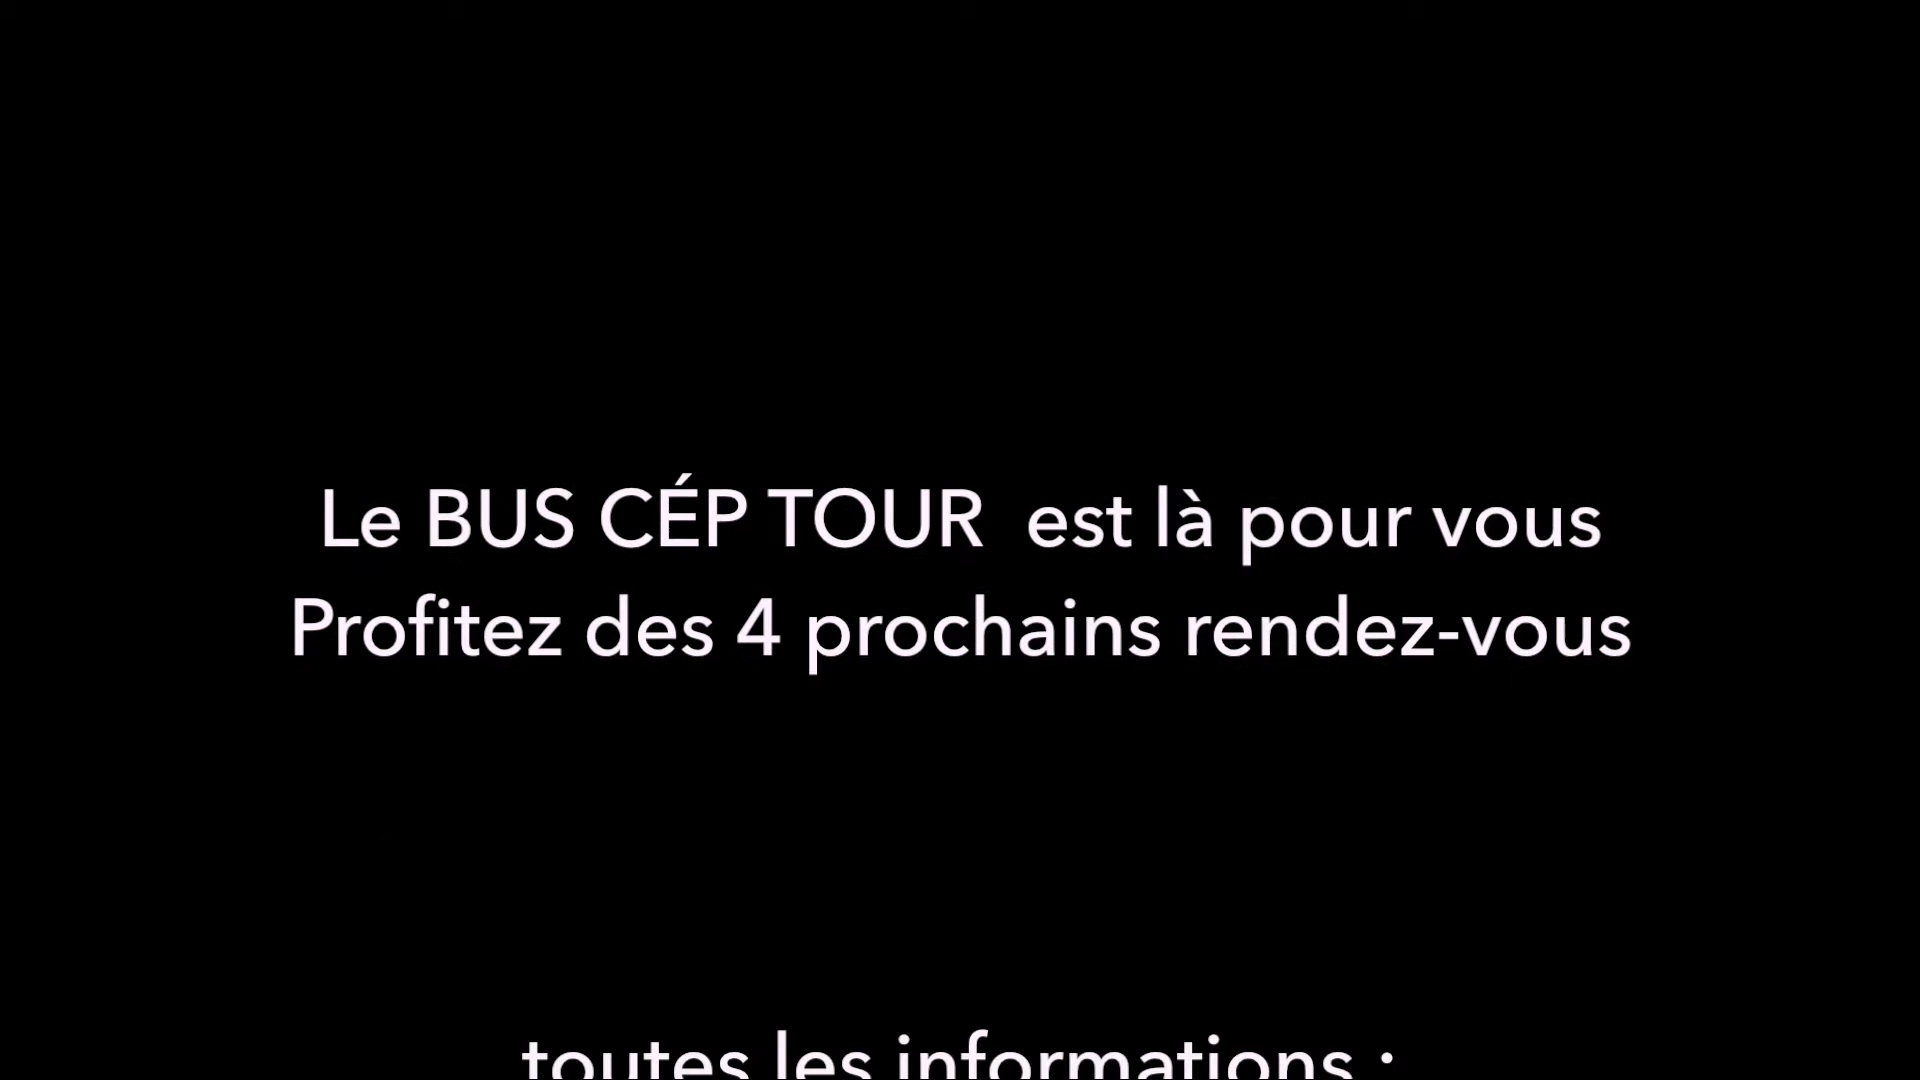 Le BUS CÉP TOUR  est là pour vous
Profitez des 4 prochains rendez-vous
toutes les informations :